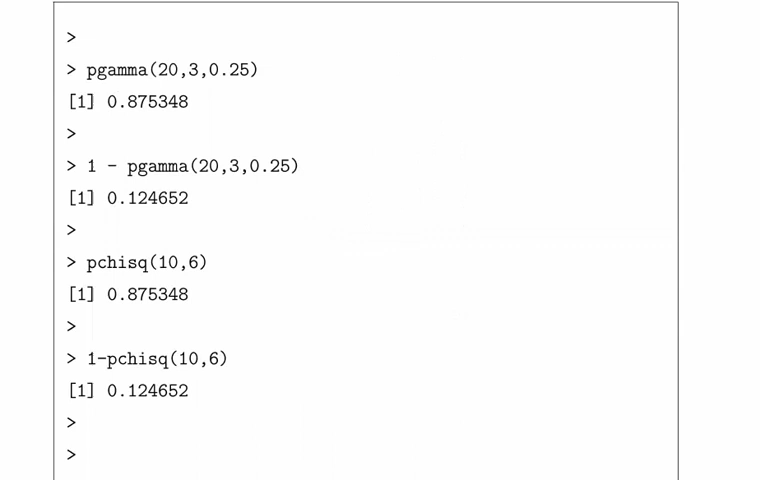 >
> pgamma(20,3,0.25)
[1] 0.875348
>
> 1 - pgamma(20,3,0.25)
[1] 0.124652
>
> pchisq(10,6)
[1] 0.875348
>
> 1-pchisq(10,6)
[1] 0.124652
>
>